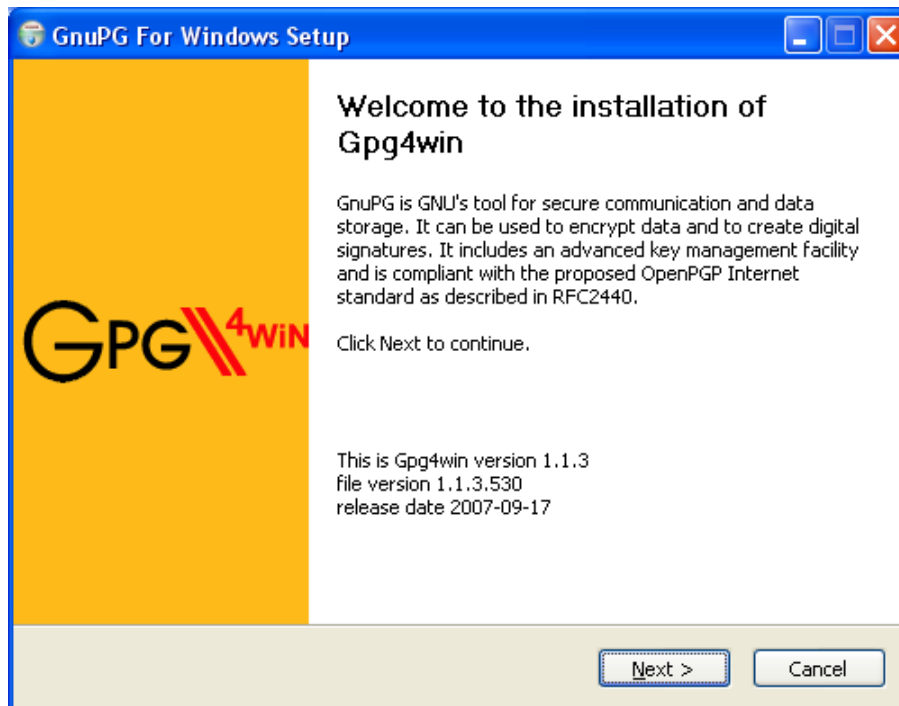 GnuPG For Windows Setup
Welcome to the installation of
Gpg4win
GnuPG is GNU's tool for secure communication and data
storage. It can be used to encrypt data and to create digital
signatures. It includes an advanced key management facility
and is compliant with the proposed OpenPGP Internet
standard as described in RFC2440.
Click Next to continue.
GPG4WiN
This is Gpg4win version 1.1.3
file version 1.1.3.530
release date 2007-09-17
Next >
Cancel